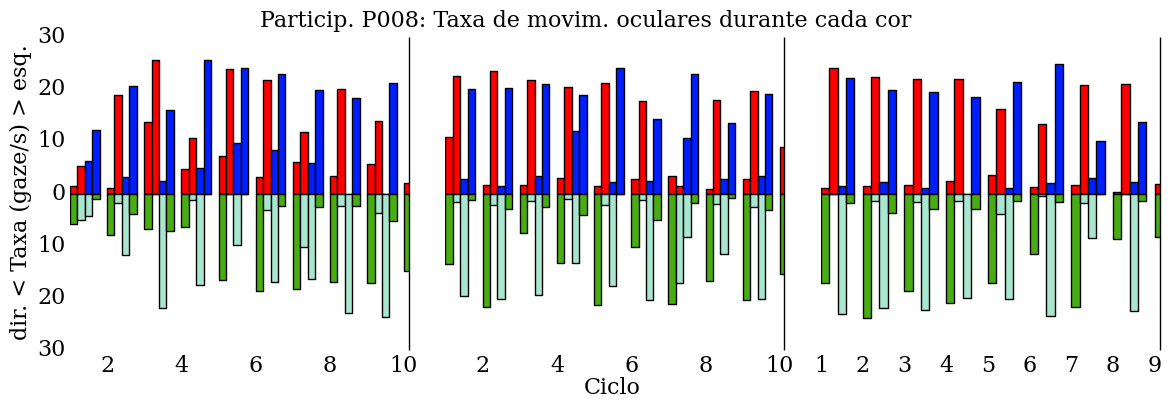 Particip. P008: Taxa de movim. oculares durante cada cor
dir. < Taxa (gaze/s) > esq.
30
20
10
0
10
20
30
2 4 6 8 10
2 4 6 8 10
1 2 3 4 5 6 7 8 9
Ciclo